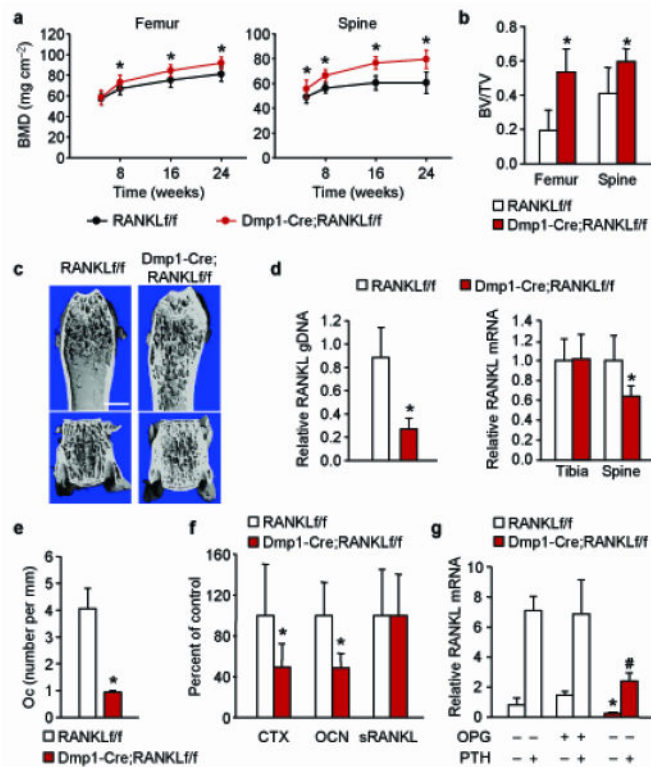 a
Femur
Spine
BMD (mg cm⁻²)
120
100
80
60
40
20
0
* * *
8 16 24
Time (weeks)
120
100
80
60
40
20
0
* * * *
8 16 24
Time (weeks)
RANKLf/f
Dmp1-Cre;RANKLf/f
b
BV/TV
0.8
0.6
0.4
0.2
0.0
* *
Femur Spine
RANKLf/f
Dmp1-Cre;RANKLf/f
c
RANKLf/f
Dmp1-Cre;
RANKLf/f
d
RANKLf/f
Dmp1-Cre;RANKLf/f
Relative RANKL gDNA
1.4
1.2
1.0
0.8
0.6
0.4
0.2
0.0
*
Relative RANKL mRNA
1.4
1.2
1.0
0.8
0.6
0.4
0.2
0.0
*
Tibia Spine
e
Oc (number per mm)
6
5
4
3
2
1
0
*
RANKLf/f
Dmp1-Cre;RANKLf/f
f
RANKLf/f
Dmp1-Cre;RANKLf/f
Percent of control
160
120
80
40
0
* *
CTX OCN sRANKL
g
RANKLf/f
Dmp1-Cre;RANKLf/f
Relative RANKL mRNA
10
8
6
4
2
0
* #
OPG – – + + – –
PTH – + – + – +